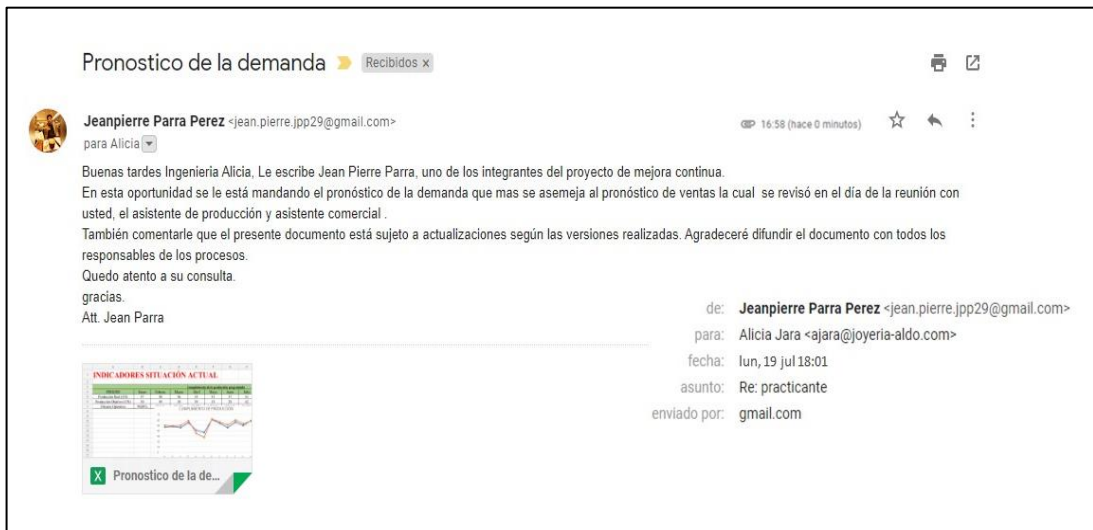 Pronostico de la demanda Recibidos x
Jeanpierre Parra Perez <jean.pierre.jpp29@gmail.com>
16:58 (hace 0 minutos)
para Alicia
Buenas tardes Ingenieria Alicia, Le escribe Jean Pierre Parra, uno de los integrantes del proyecto de mejora continua.
En esta oportunidad se le está mandando el pronóstico de la demanda que mas se asemeja al pronóstico de ventas la cual se revisó en el día de la reunión con
usted, el asistente de producción y asistente comercial .
También comentarle que el presente documento está sujeto a actualizaciones según las versiones realizadas. Agradeceré difundir el documento con todos los
responsables de los procesos.
Quedo atento a su consulta.
gracias.
Att. Jean Parra
de: Jeanpierre Parra Perez <jean.pierre.jpp29@gmail.com>
para: Alicia Jara <ajara@joyeria-aldo.com>
fecha: lun, 19 jul 18:01
asunto: Re: practicante
enviado por: gmail.com
INDICADORES SITUACIÓN ACTUAL
X Pronostico de la de...